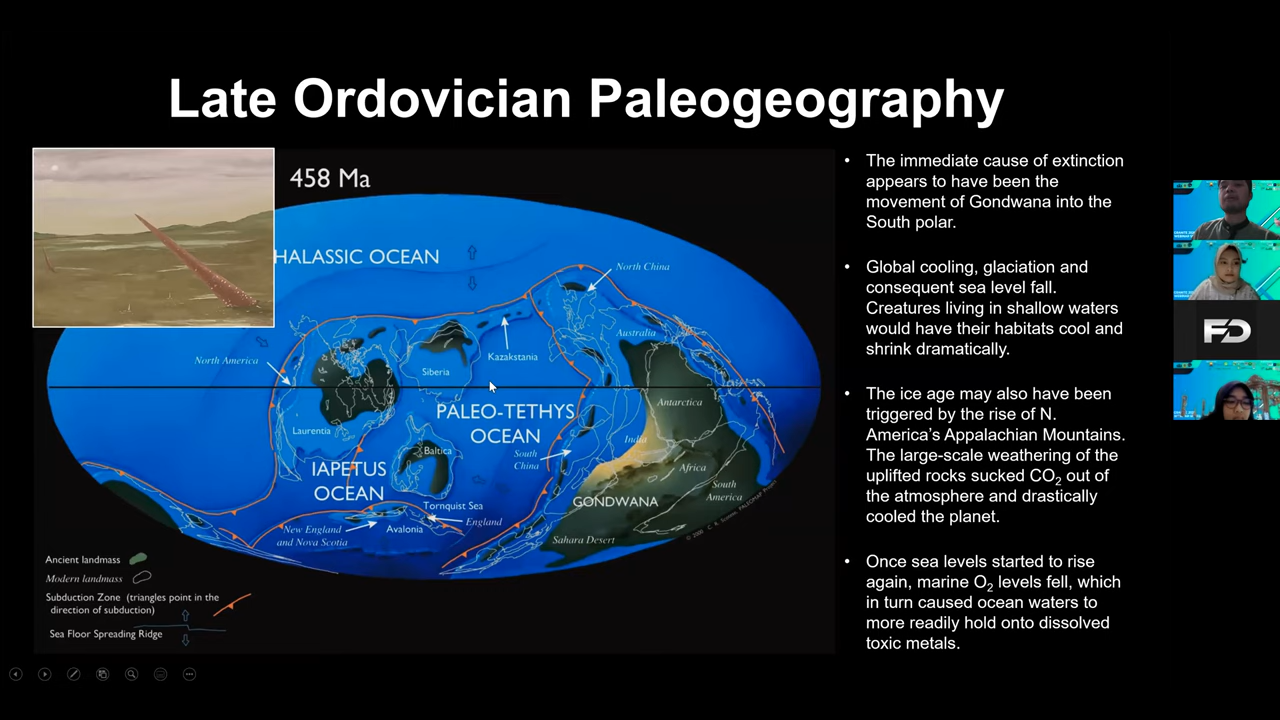 Late Ordovician Paleogeography
458 Ma
HALASSIC OCEAN
North China
Australia
North America
Kazakstania
Siberia
Antarctica
PALEO-TETHYS
OCEAN
Laurentia
India
Baltica
South
China
Africa
IAPETUS
OCEAN
South
America
GONDWANA
Tornquist Sea
England
New England
and Nova Scotia
Avalonia
Sahara Desert
Ancient landmass
Modern landmass
Subduction Zone (triangles point in the
direction of subduction)
Sea Floor Spreading Ridge
• The immediate cause of extinction
appears to have been the
movement of Gondwana into the
South polar.
• Global cooling, glaciation and
consequent sea level fall.
Creatures living in shallow waters
would have their habitats cool and
shrink dramatically.
• The ice age may also have been
triggered by the rise of N.
America's Appalachian Mountains.
The large-scale weathering of the
uplifted rocks sucked CO2 out of
the atmosphere and drastically
cooled the planet.
• Once sea levels started to rise
again, marine O2 levels fell, which
in turn caused ocean waters to
more readily hold onto dissolved
toxic metals.
FD